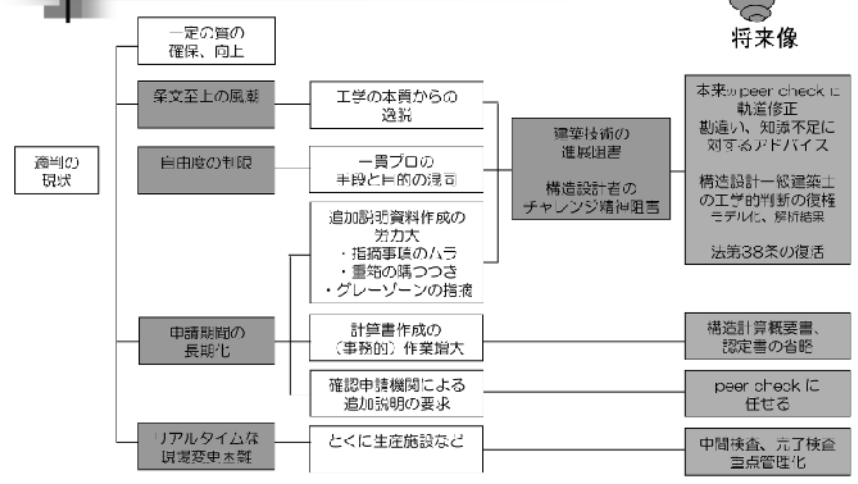 将来像
適判の
現状
一定の質の
確保、向上
条文至上の風潮
自由度の制限
申請期間の
長期化
リアルタイムな
現場変更困難
工学の本質からの
逸脱
一貫プロの
手段と目的の混同
追加説明資料作成の
労力大
・指摘事項のムラ
・重箱の隅つつき
・グレーゾーンの指摘
計算書作成の
(事務的)作業増大
確認申請機関による
追加説明の要求
とくに生産施設など
建築技術の
進展阻害
構造設計者の
チャレンジ精神阻害
本来のpeer checkに
軌道修正
勘違い、知識不足に
対するアドバイス
構造設計一級建築士
の工学的判断の復権
モデル化、解析結果
法第38条の復活
構造計算概要書、
認定書の省略
peer checkに
任せる
中間検査、完了検査
重点管理化